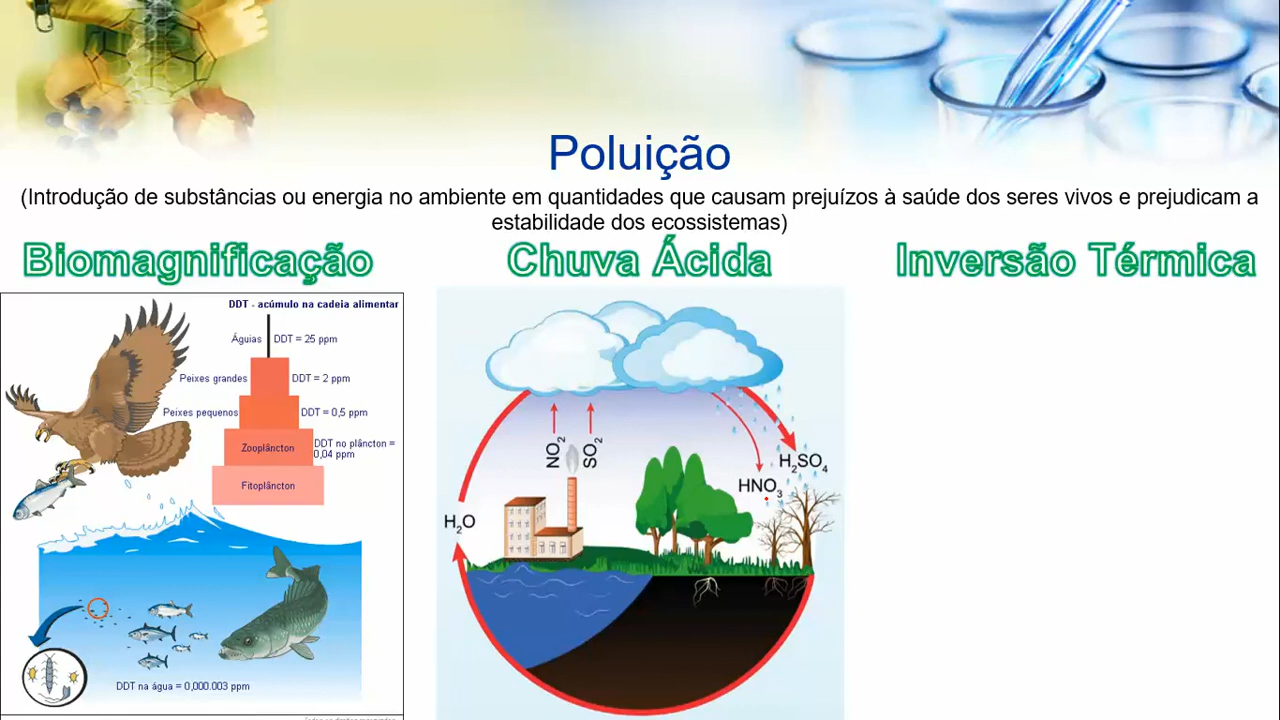 Poluição
(Introdução de substâncias ou energia no ambiente em quantidades que causam prejuízos à saúde dos seres vivos e prejudicam a
estabilidade dos ecossistemas)
Biomagnificação
Chuva Ácida
Inversão Térmica
DDT - acúmulo na cadeia alimentar
Águias DDT = 25 ppm
Peixes grandes DDT = 2 ppm
Peixes pequenos DDT = 0,5 ppm
Zooplâncton DDT no plâncton =
0,04 ppm
Fitoplâncton
DDT na água = 0,000.003 ppm
NO2
SO2
H2SO4
HNO3
H2O